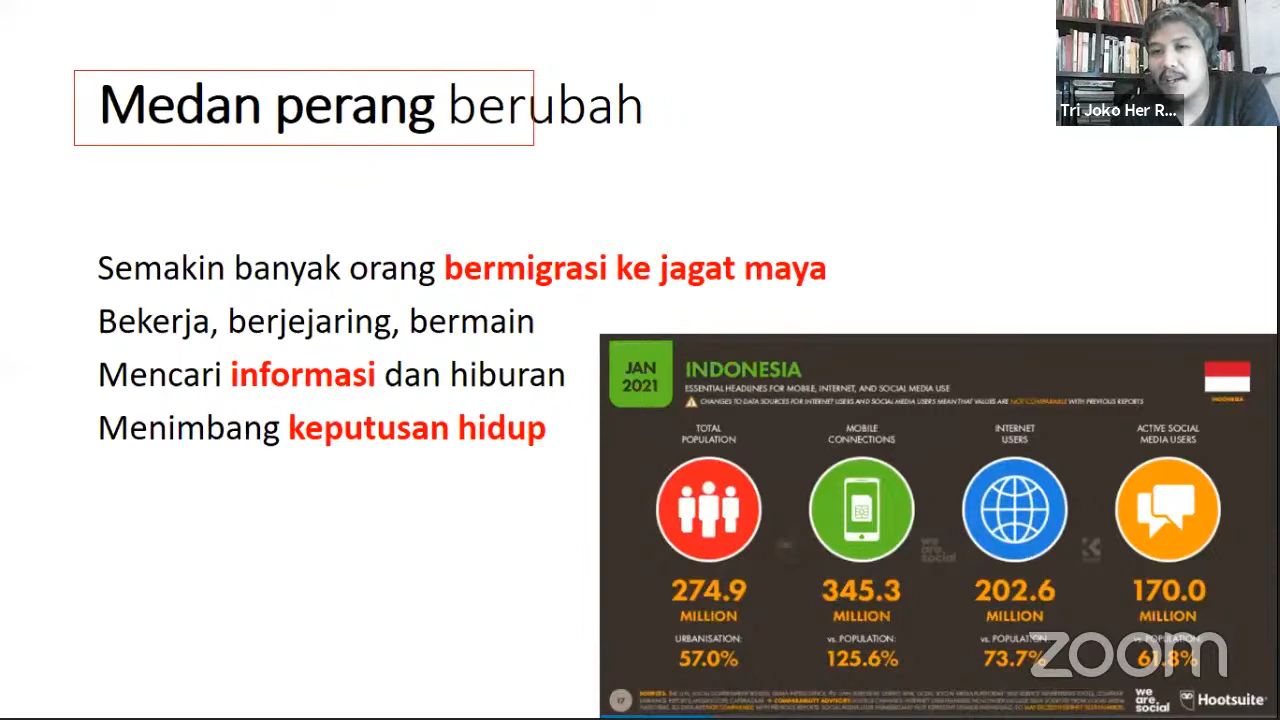 Medan perang berubah
Tri Joko Her R...
Semakin banyak orang bermigrasi ke jagat maya
Bekerja, berjejaring, bermain
Mencari informasi dan hiburan
Menimbang keputusan hidup
JAN
2021
INDONESIA
ESSENTIAL HEADLINES FOR MOBILE, INTERNET, AND SOCIAL MEDIA USE
CHANGES TO DATA SOURCES FOR INTERNET USERS AND SOCIAL MEDIA USERS MEAN THAT VALUES ARE NOT COMPARABLE WITH PREVIOUS REPORTS
INDONESIA
TOTAL
POPULATION
MOBILE
CONNECTIONS
INTERNET
USERS
ACTIVE SOCIAL
MEDIA USERS
we
are.
social
274.9
MILLION
345.3
MILLION
202.6
MILLION
170.0
MILLION
URBANISATION:
57.0%
vs. POPULATION:
125.6%
vs. POPULATION:
73.7%
vs. POPULATION:
61.8%
zoom
17
we
are.
social
Hootsuite